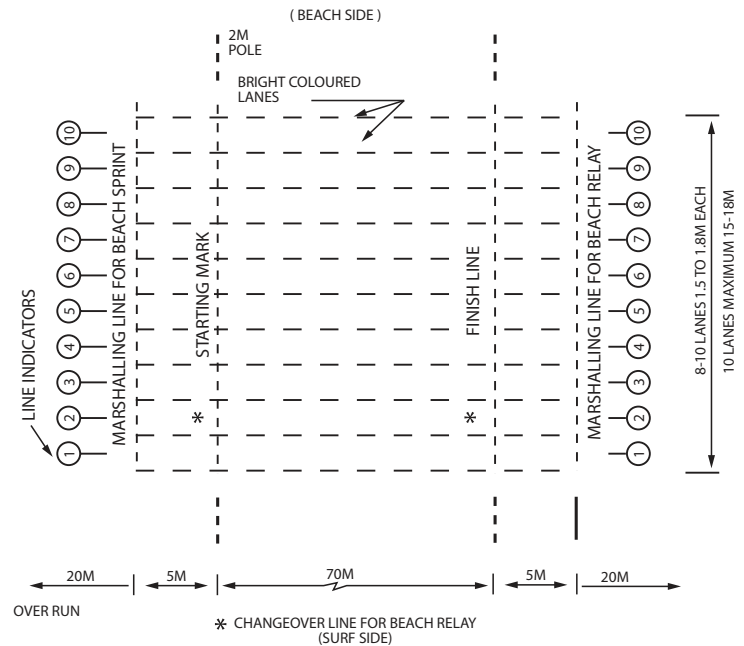 ( BEACH SIDE )
2M
POLE
BRIGHT COLOURED
LANES
10
9
8
7
6
5
4
3
2
1
LINE INDICATORS
MARSHALLING LINE FOR BEACH SPRINT
STARTING MARK
*
FINISH LINE
*
MARSHALLING LINE FOR BEACH RELAY
10
9
8
7
6
5
4
3
2
1
8-10 LANES 1.5 TO 1.8M EACH
10 LANES MAXIMUM 15-18M
20M
5M
70M
5M
20M
OVER RUN
* CHANGEOVER LINE FOR BEACH RELAY
(SURF SIDE)